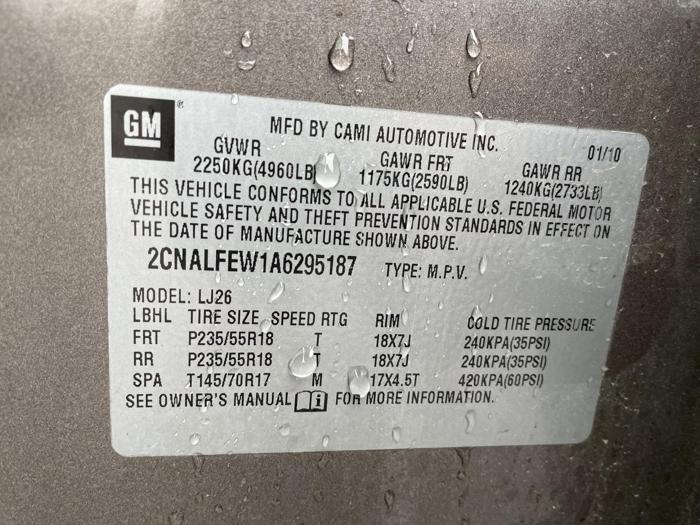 GM ®
MFD BY CAMI AUTOMOTIVE INC. 01/10
GVWR GAWR FRT GAWR RR
2250KG(4960LB) 1175KG(2590LB) 1240KG(2733LB)
THIS VEHICLE CONFORMS TO ALL APPLICABLE U.S. FEDERAL MOTOR
VEHICLE SAFETY AND THEFT PREVENTION STANDARDS IN EFFECT ON
THE DATE OF MANUFACTURE SHOWN ABOVE.
2CNALFEW1A6295187 TYPE: M.P.V.
MODEL: LJ26
LBHL TIRE SIZE SPEED RTG RIM COLD TIRE PRESSURE
FRT P235/55R18 T 18X7J 240KPA(35PSI)
RR P235/55R18 T 18X7J 240KPA(35PSI)
SPA T145/70R17 M 17X4.5T 420KPA(60PSI)
SEE OWNER'S MANUAL i FOR MORE INFORMATION.